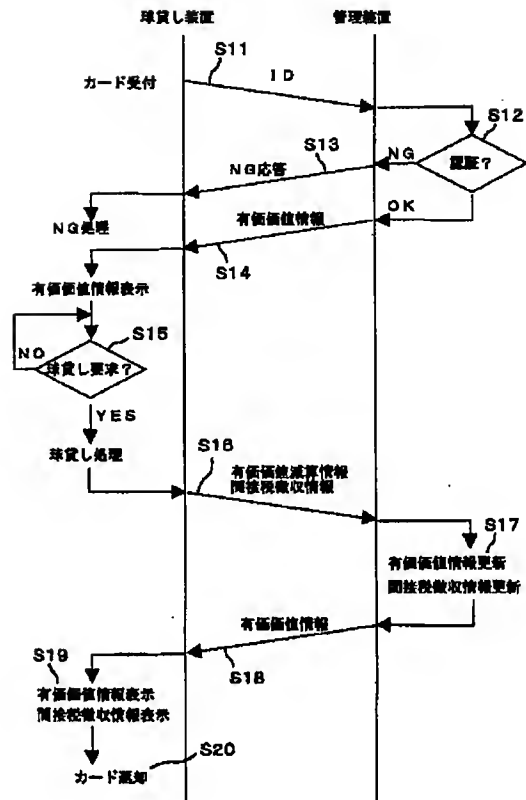 球貸し装置
管理装置
S11
ID
カード受付
S12
認証？
S13
NG
NG応答
OK
NG処理
有価価値情報
S14
有価価値情報表示
S15
NO
球貸し要求？
YES
球貸し処理
S16
有価価値減算情報
間接税徴収情報
S17
有価価値情報更新
間接税徴収情報更新
有価価値情報
S18
S19
有価価値情報表示
間接税徴収情報表示
S20
カード返却